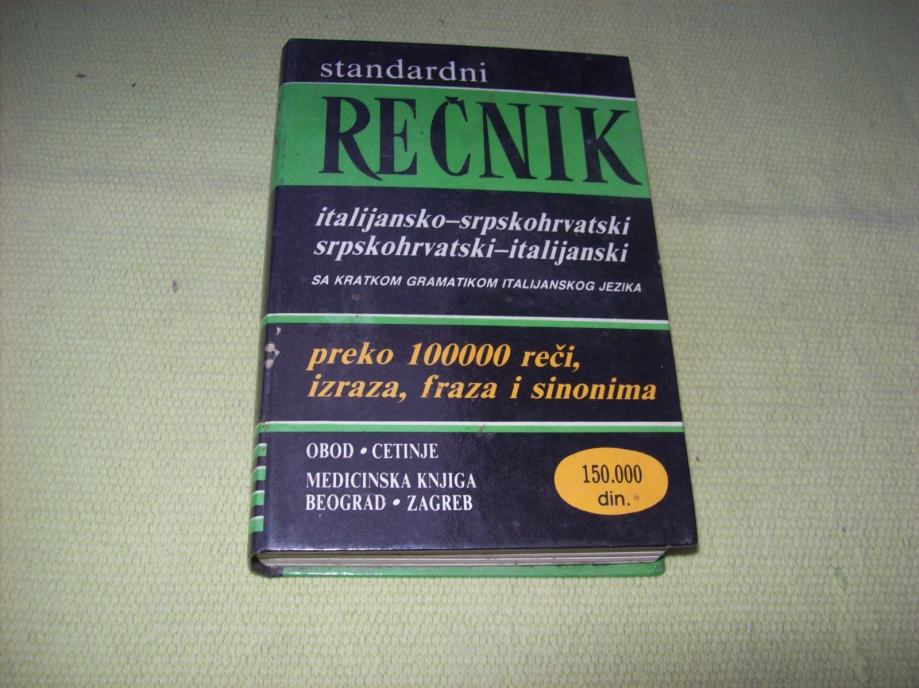 standardni
REČNIK
italijansko–srpskohrvatski
srpskohrvatski–italijanski
SA KRATKOM GRAMATIKOM ITALIJANSKOG JEZIKA
preko 100000 reči,
izraza, fraza i sinonima
OBOD • CETINJE
MEDICINSKA KNJIGA
BEOGRAD • ZAGREB
150.000
din.